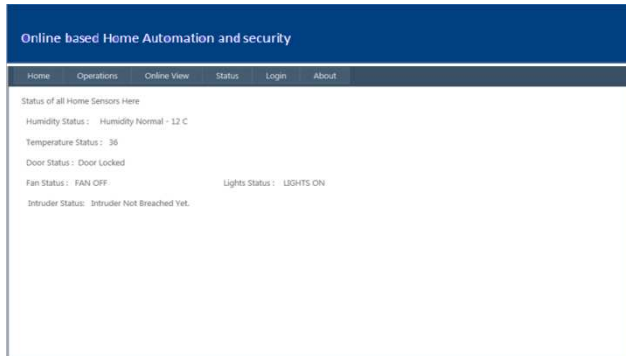 Online based Home Automation and security
Home Operations Online View Status Login About
Status of all Home Sensors Here
Humidity Status : Humidity Normal - 12 C
Temperature Status : 36
Door Status : Door Locked
Fan Status : FAN OFF Lights Status : LIGHTS ON
Intruder Status: Intruder Not Breached Yet.